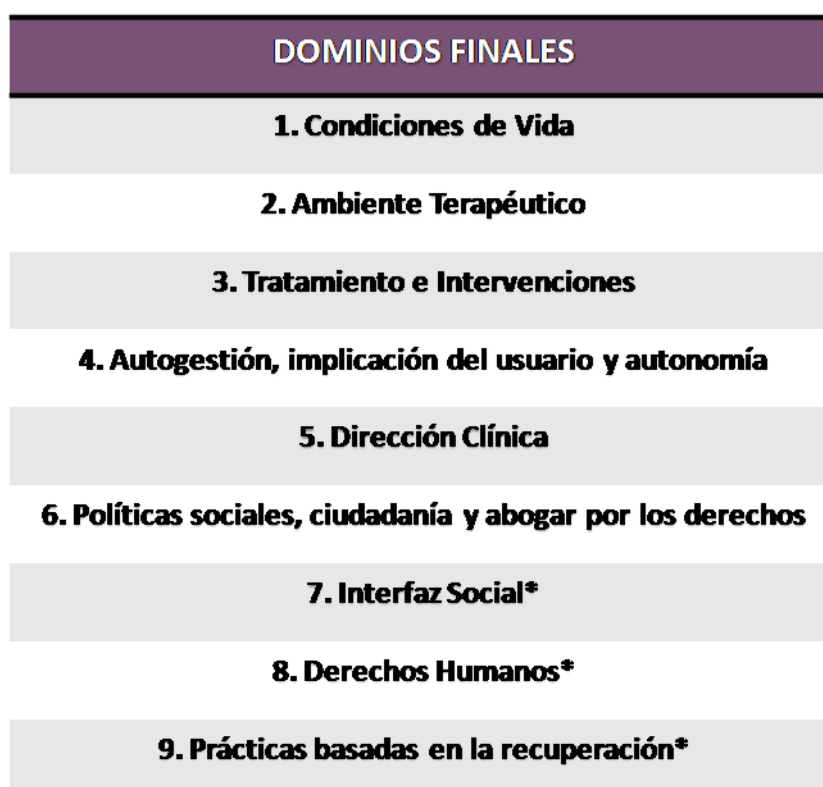 DOMINIOS FINALES
1. Condiciones de Vida
2. Ambiente Terapéutico
3. Tratamiento e Intervenciones
4. Autogestión, implicación del usuario y autonomía
5. Dirección Clínica
6. Políticas sociales, ciudadanía y abogar por los derechos
7. Interfaz Social*
8. Derechos Humanos*
9. Prácticas basadas en la recuperación*